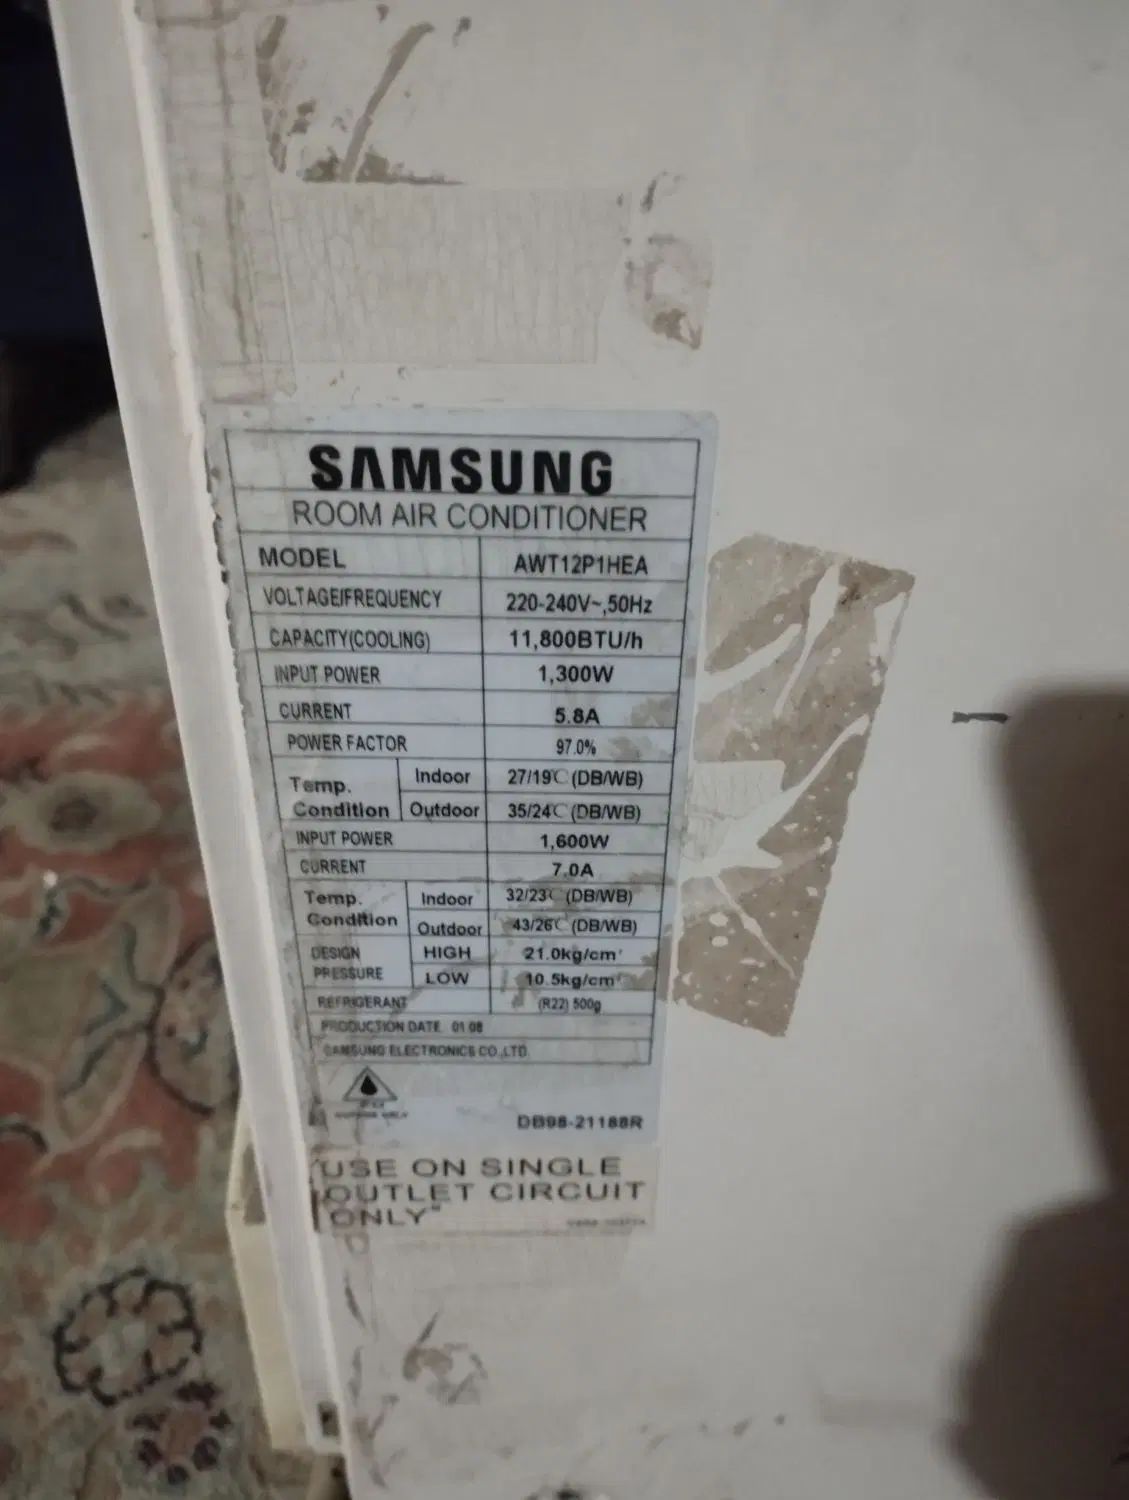 SAMSUNG
ROOM AIR CONDITIONER
MODEL AWT12P1HEA
VOLTAGE/FREQUENCY 220-240V~,50Hz
CAPACITY(COOLING) 11,800BTU/h
INPUT POWER 1,300W
CURRENT 5.8A
POWER FACTOR 97.0%
Temp. Condition Indoor 27/19℃(DB/WB)
Outdoor 35/24℃(DB/WB)
INPUT POWER 1,600W
CURRENT 7.0A
Temp. Condition Indoor 32/23℃(DB/WB)
Outdoor 43/26℃(DB/WB)
DESIGN PRESSURE HIGH 21.0kg/cm²
LOW 10.5kg/cm²
REFRIGERANT (R22) 500g
PRODUCTION DATE 01.08
SAMSUNG ELECTRONICS CO.,LTD.
DB98-21188R
USE ON SINGLE
OUTLET CIRCUIT
ONLY"